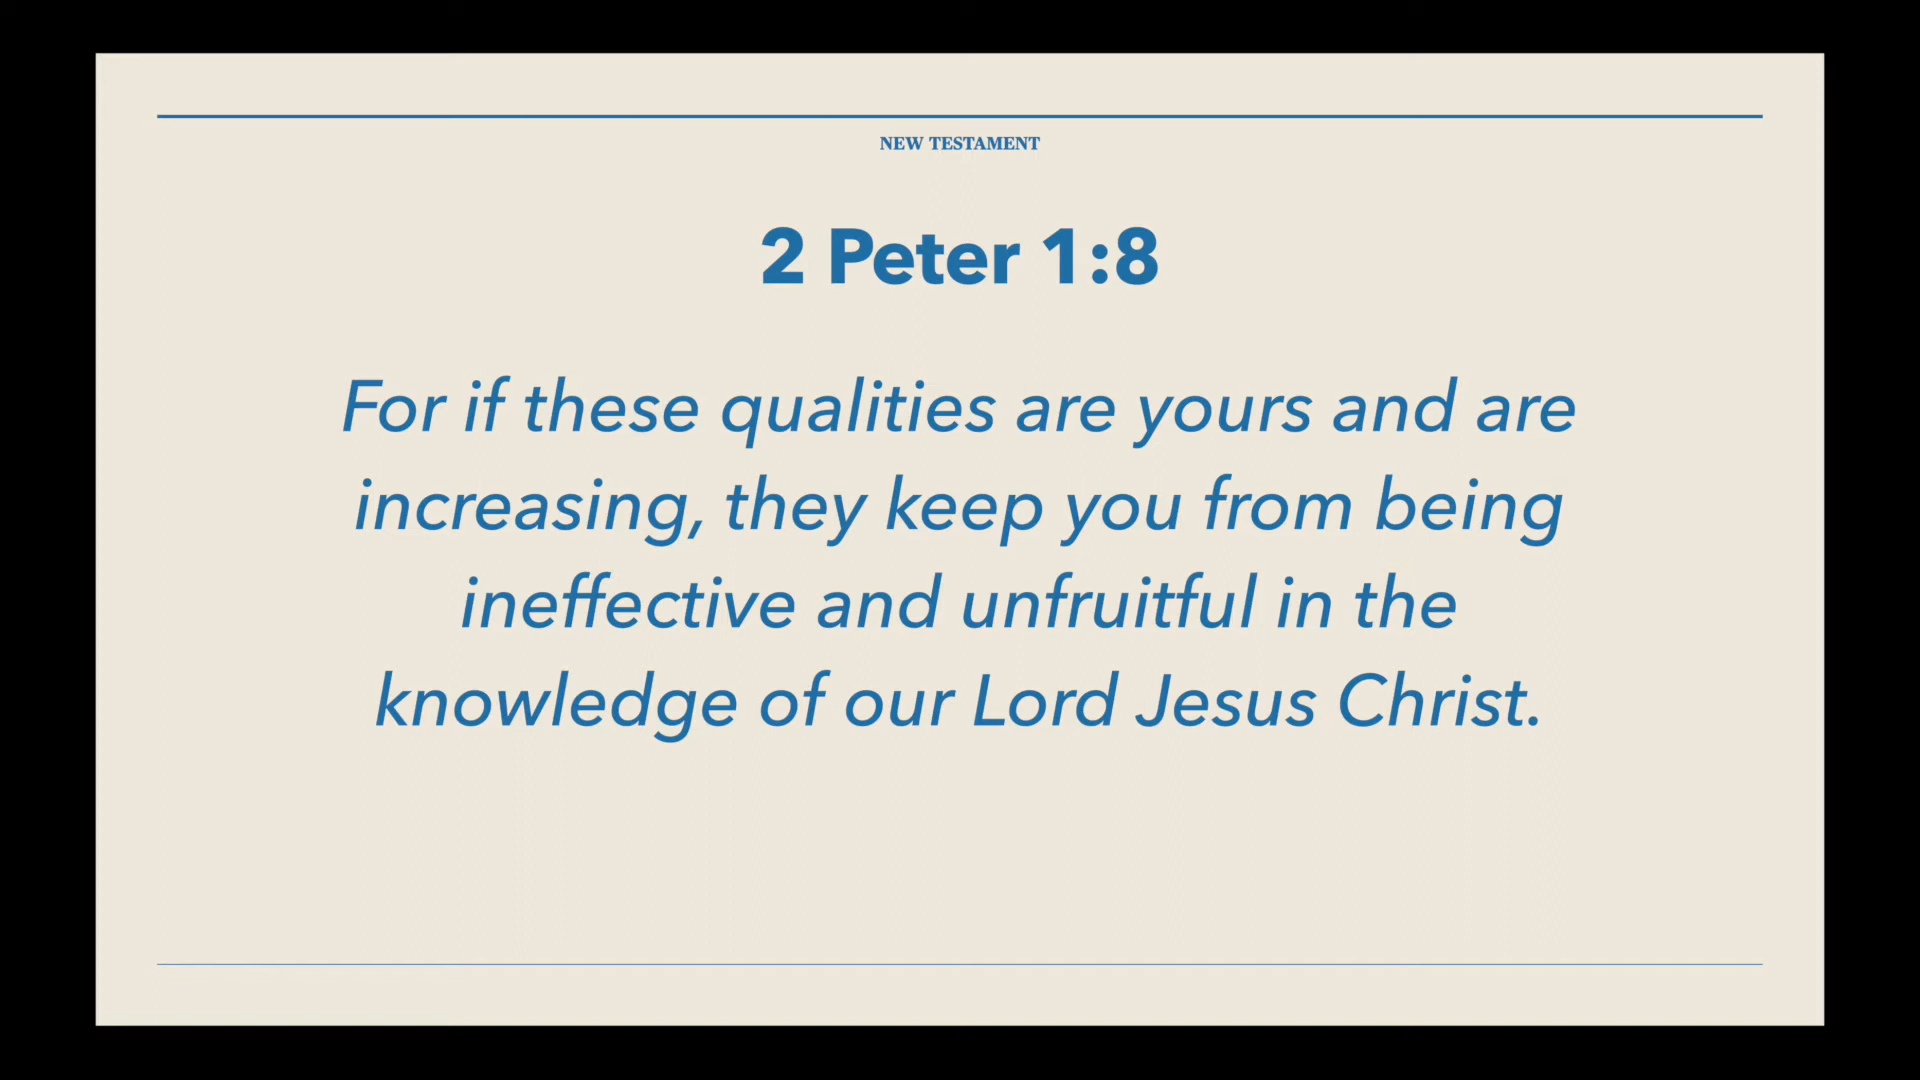 NEW TESTAMENT
2 Peter 1:8
For if these qualities are yours and are
increasing, they keep you from being
ineffective and unfruitful in the
knowledge of our Lord Jesus Christ.